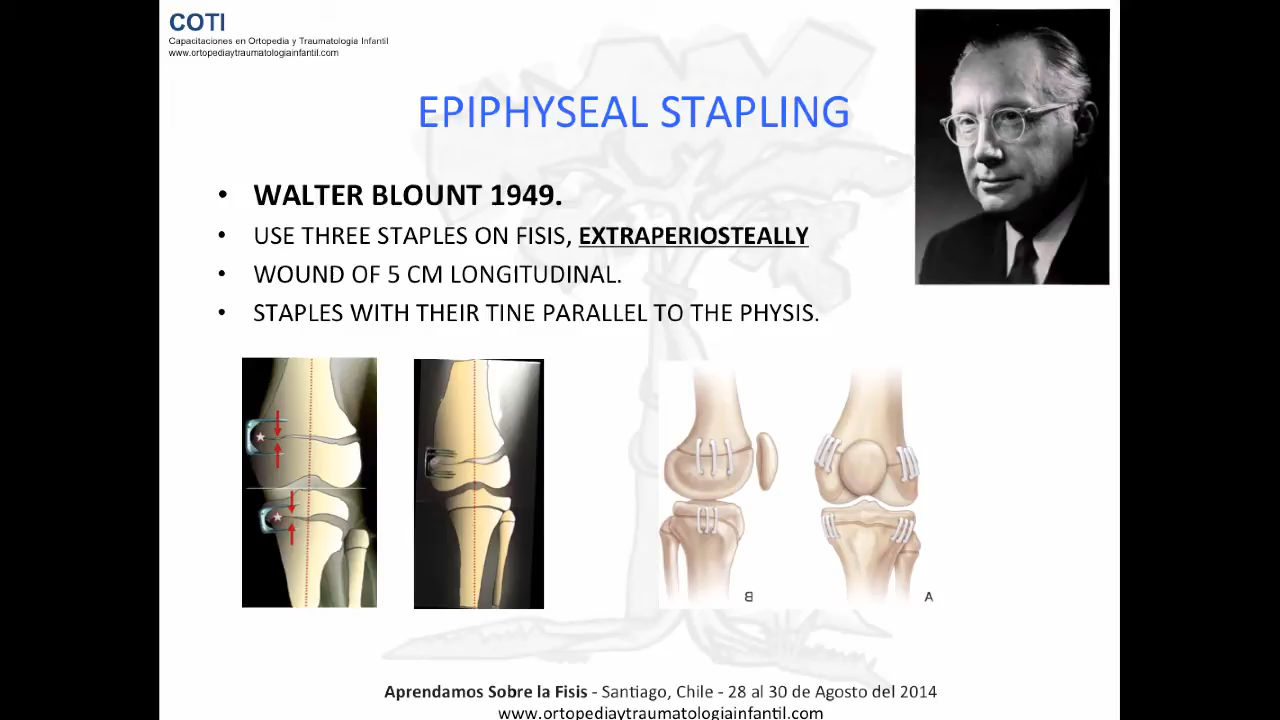 COTI
Capacitaciones en Ortopedia y Traumatología Infantil
www.ortopediaytraumatologiainfantil.com
EPIPHYSEAL STAPLING
• WALTER BLOUNT 1949.
• USE THREE STAPLES ON FISIS, EXTRAPERIOSTEALLY
• WOUND OF 5 CM LONGITUDINAL.
• STAPLES WITH THEIR TINE PARALLEL TO THE PHYSIS.
B
A
Aprendamos Sobre la Fisis - Santiago, Chile - 28 al 30 de Agosto del 2014
www.ortopediaytraumatologiainfantil.com